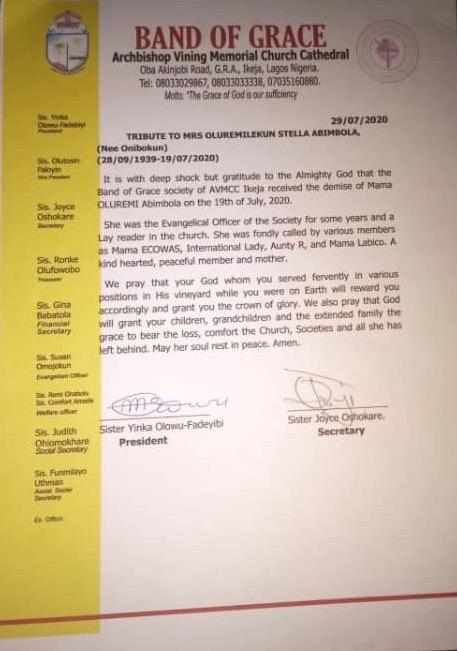 BAND OF GRACE
Archbishop Vining Memorial Church Cathedral
Oba Akinjobi Road, G.R.A., Ikeja, Lagos Nigeria.
Tel: 08033029867, 08033033338, 07035160880.
Motto: "The Grace of God is our sufficiency
Sis. Yinka
Olowu-Fadeyibi
President
Sis. Olutosin
Faloyin
Vice President
Sis. Joyce
Oshokare
Secretary
Sis. Ronke
Olufowobo
Treasurer
Sis. Gina
Babatola
Financial
Secretary
Sis. Susan
Omojokun
Evangelism Officer
Sis. Remi Onabolu
Sis. Comfort Amade
Welfare officer
Sis. Judith
Ohiomokhare
Social Secretary
Sis. Funmilayo
Uthman
Assist. Social
Secretary
Ex Officio
29/07/2020
TRIBUTE TO MRS OLUREMILEKUN STELLA ABIMBOLA,
(Nee Onibokun)
(28/09/1939-19/07/2020)
It is with deep shock but gratitude to the Almighty God that the
Band of Grace society of AVMCC Ikeja received the demise of Mama
OLUREMI Abimbola on the 19th of July, 2020.
She was the Evangelical Officer of the Society for some years and a
Lay reader in the church. She was fondly called by various members
as Mama ECOWAS, International Lady, Aunty R, and Mama Labico. A
kind hearted, peaceful member and mother.
We pray that your God whom you served fervently in various
positions in His vineyard while you were on Earth will reward you
accordingly and grant you the crown of glory. We also pray that God
will grant your children, grandchildren and the extended family the
grace to bear the loss, comfort the Church, Societies and all she has
left behind. May her soul rest in peace. Amen.
Sister Yinka Olowu-Fadeyibi
President
Sister Joyce Oshokare.
Secretary